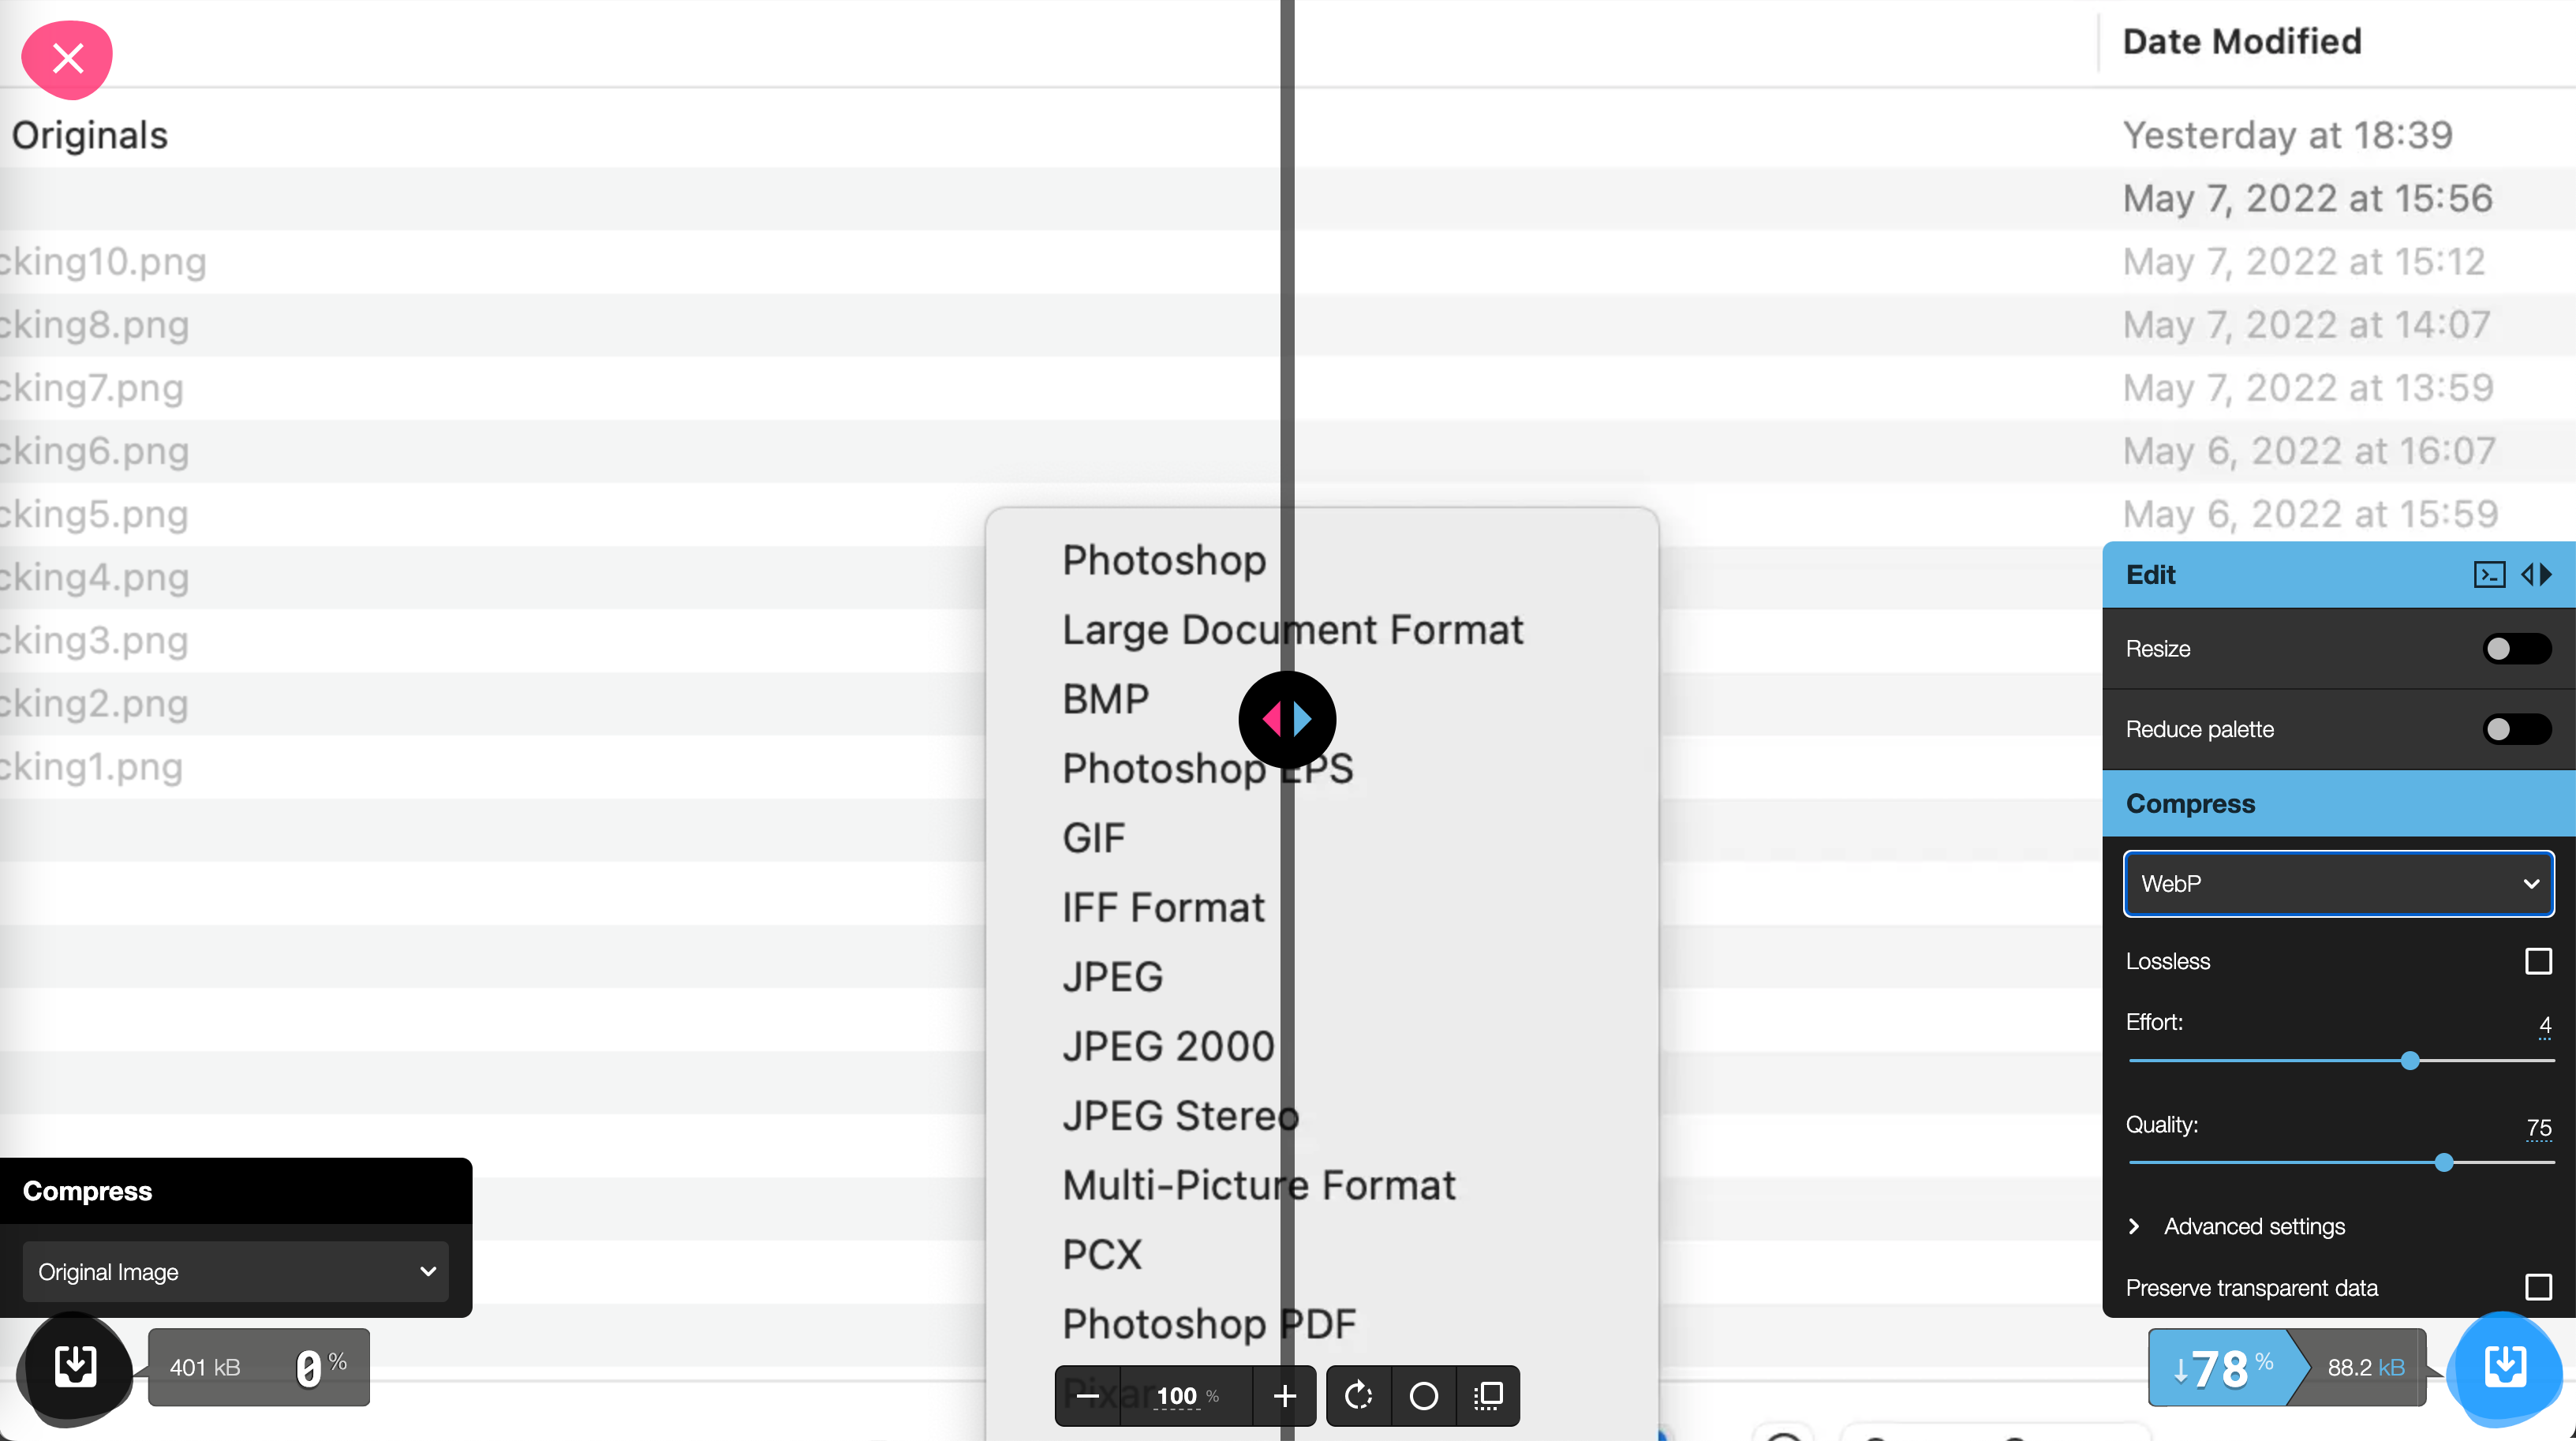 Date Modified
Originals
Yesterday at 18:39
May 7, 2022 at 15:56
cking10.png
May 7, 2022 at 15:12
cking8.png
May 7, 2022 at 14:07
cking7.png
May 7, 2022 at 13:59
cking6.png
May 6, 2022 at 16:07
cking5.png
May 6, 2022 at 15:59
cking4.png
cking3.png
cking2.png
cking1.png
Photoshop
Large Document Format
BMP
Photoshop EPS
GIF
IFF Format
JPEG
JPEG 2000
JPEG Stereo
Multi-Picture Format
PCX
Photoshop PDF
Pixar
100 %
Edit
Resize
Reduce palette
Compress
WebP
Lossless
Effort: 4
Quality: 75
Advanced settings
Preserve transparent data
↓78 % 88.2 kB
Compress
Original Image
401 kB 0 %